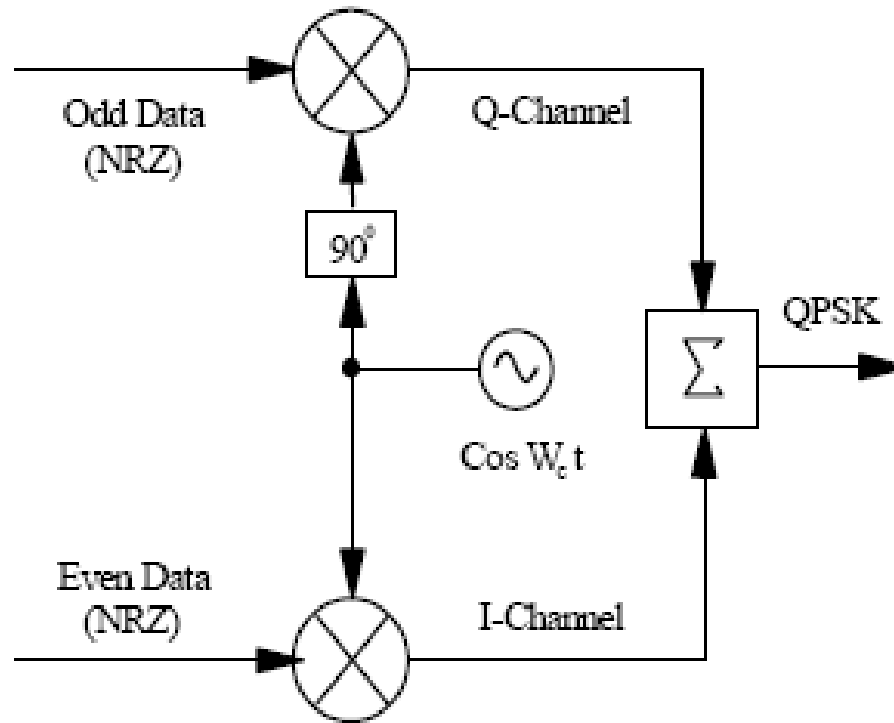 Odd Data
(NRZ)
Q-Channel
90°
QPSK
Σ
Cos W_c t
Even Data
(NRZ)
I-Channel